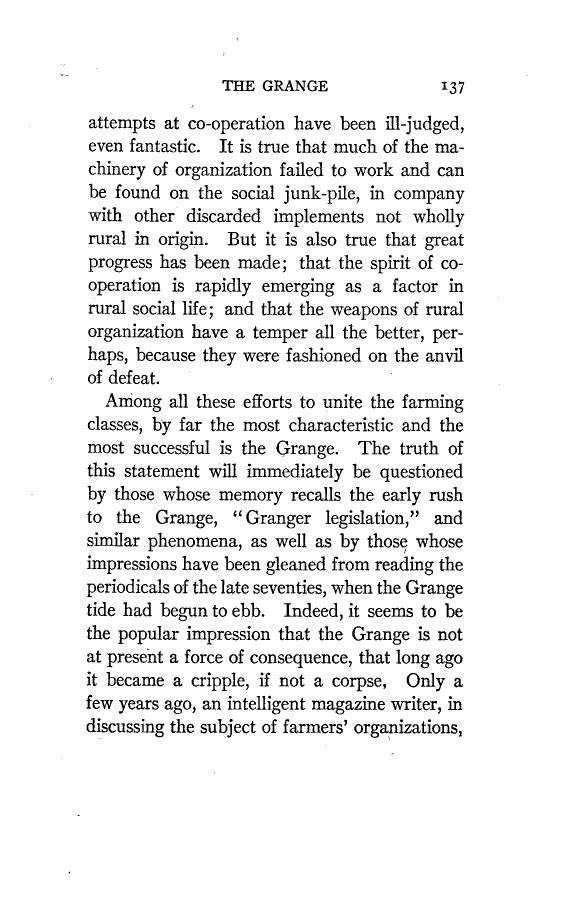 THE GRANGE 137
attempts at co-operation have been ill-judged,
even fantastic. It is true that much of the ma-
chinery of organization failed to work and can
be found on the social junk-pile, in company
with other discarded implements not wholly
rural in origin. But it is also true that great
progress has been made; that the spirit of co-
operation is rapidly emerging as a factor in
rural social life; and that the weapons of rural
organization have a temper all the better, per-
haps, because they were fashioned on the anvil
of defeat.
Among all these efforts to unite the farming
classes, by far the most characteristic and the
most successful is the Grange. The truth of
this statement will immediately be questioned
by those whose memory recalls the early rush
to the Grange, “Granger legislation,” and
similar phenomena, as well as by those whose
impressions have been gleaned from reading the
periodicals of the late seventies, when the Grange
tide had begun to ebb. Indeed, it seems to be
the popular impression that the Grange is not
at present a force of consequence, that long ago
it became a cripple, if not a corpse, Only a
few years ago, an intelligent magazine writer, in
discussing the subject of farmers’ organizations,